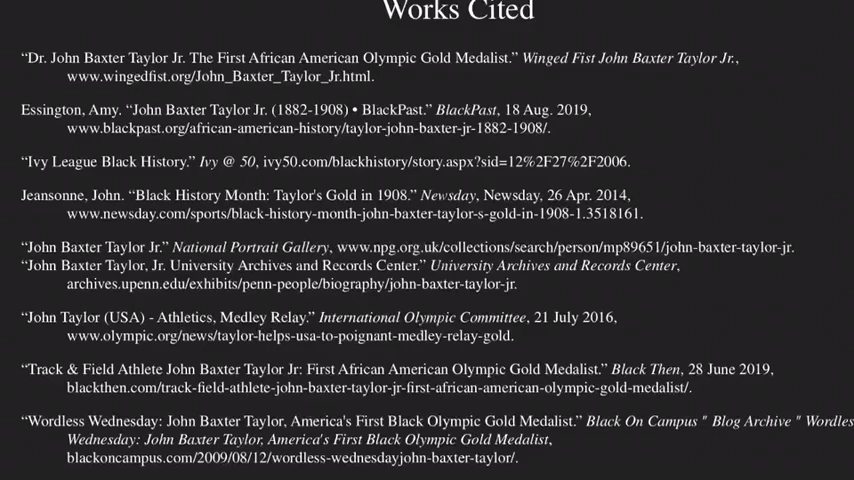 Works Cited
“Dr. John Baxter Taylor Jr. The First African American Olympic Gold Medalist.” Winged Fist John Baxter Taylor Jr.,
www.wingedfist.org/John_Baxter_Taylor_Jr.html.
Essington, Amy. “John Baxter Taylor Jr. (1882-1908) • BlackPast.” BlackPast, 18 Aug. 2019,
www.blackpast.org/african-american-history/taylor-john-baxter-jr-1882-1908/.
“Ivy League Black History.” Ivy @ 50, ivy50.com/blackhistory/story.aspx?sid=12%2F27%2F2006.
Jeansonne, John. “Black History Month: Taylor's Gold in 1908.” Newsday, Newsday, 26 Apr. 2014,
www.newsday.com/sports/black-history-month-john-baxter-taylor-s-gold-in-1908-1.3518161.
“John Baxter Taylor Jr.” National Portrait Gallery, www.npg.org.uk/collections/search/person/mp89651/john-baxter-taylor-jr.
“John Baxter Taylor, Jr. University Archives and Records Center.” University Archives and Records Center,
archives.upenn.edu/exhibits/penn-people/biography/john-baxter-taylor-jr.
“John Taylor (USA) - Athletics, Medley Relay.” International Olympic Committee, 21 July 2016,
www.olympic.org/news/taylor-helps-usa-to-poignant-medley-relay-gold.
“Track & Field Athlete John Baxter Taylor Jr: First African American Olympic Gold Medalist.” Black Then, 28 June 2019,
blackthen.com/track-field-athlete-john-baxter-taylor-jr-first-african-american-olympic-gold-medalist/.
“Wordless Wednesday: John Baxter Taylor, America's First Black Olympic Gold Medalist.” Black On Campus " Blog Archive " Wordles
Wednesday: John Baxter Taylor, America's First Black Olympic Gold Medalist,
blackoncampus.com/2009/08/12/wordless-wednesdayjohn-baxter-taylor/.